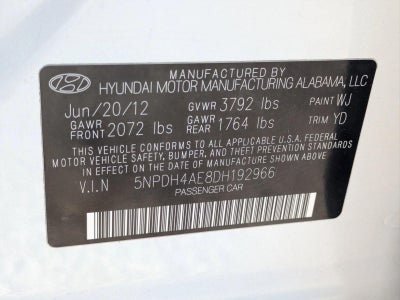 MANUFACTURED BY
HYUNDAI MOTOR MANUFACTURING ALABAMA, LLC
Jun/20/12 GVWR 3792 lbs PAINT WJ
GAWR FRONT 2072 lbs GAWR REAR 1764 lbs TRIM YD
THIS VEHICLE CONFORMS TO ALL APPLICABLE U.S.A. FEDERAL
MOTOR VEHICLE SAFETY, BUMPER, AND THEFT PREVENTION STANDARDS
IN EFFECT ON THE DATE OF MANUFACTURE SHOWN ABOVE.
V.I.N 5NPDH4AE8DH192966
PASSENGER CAR